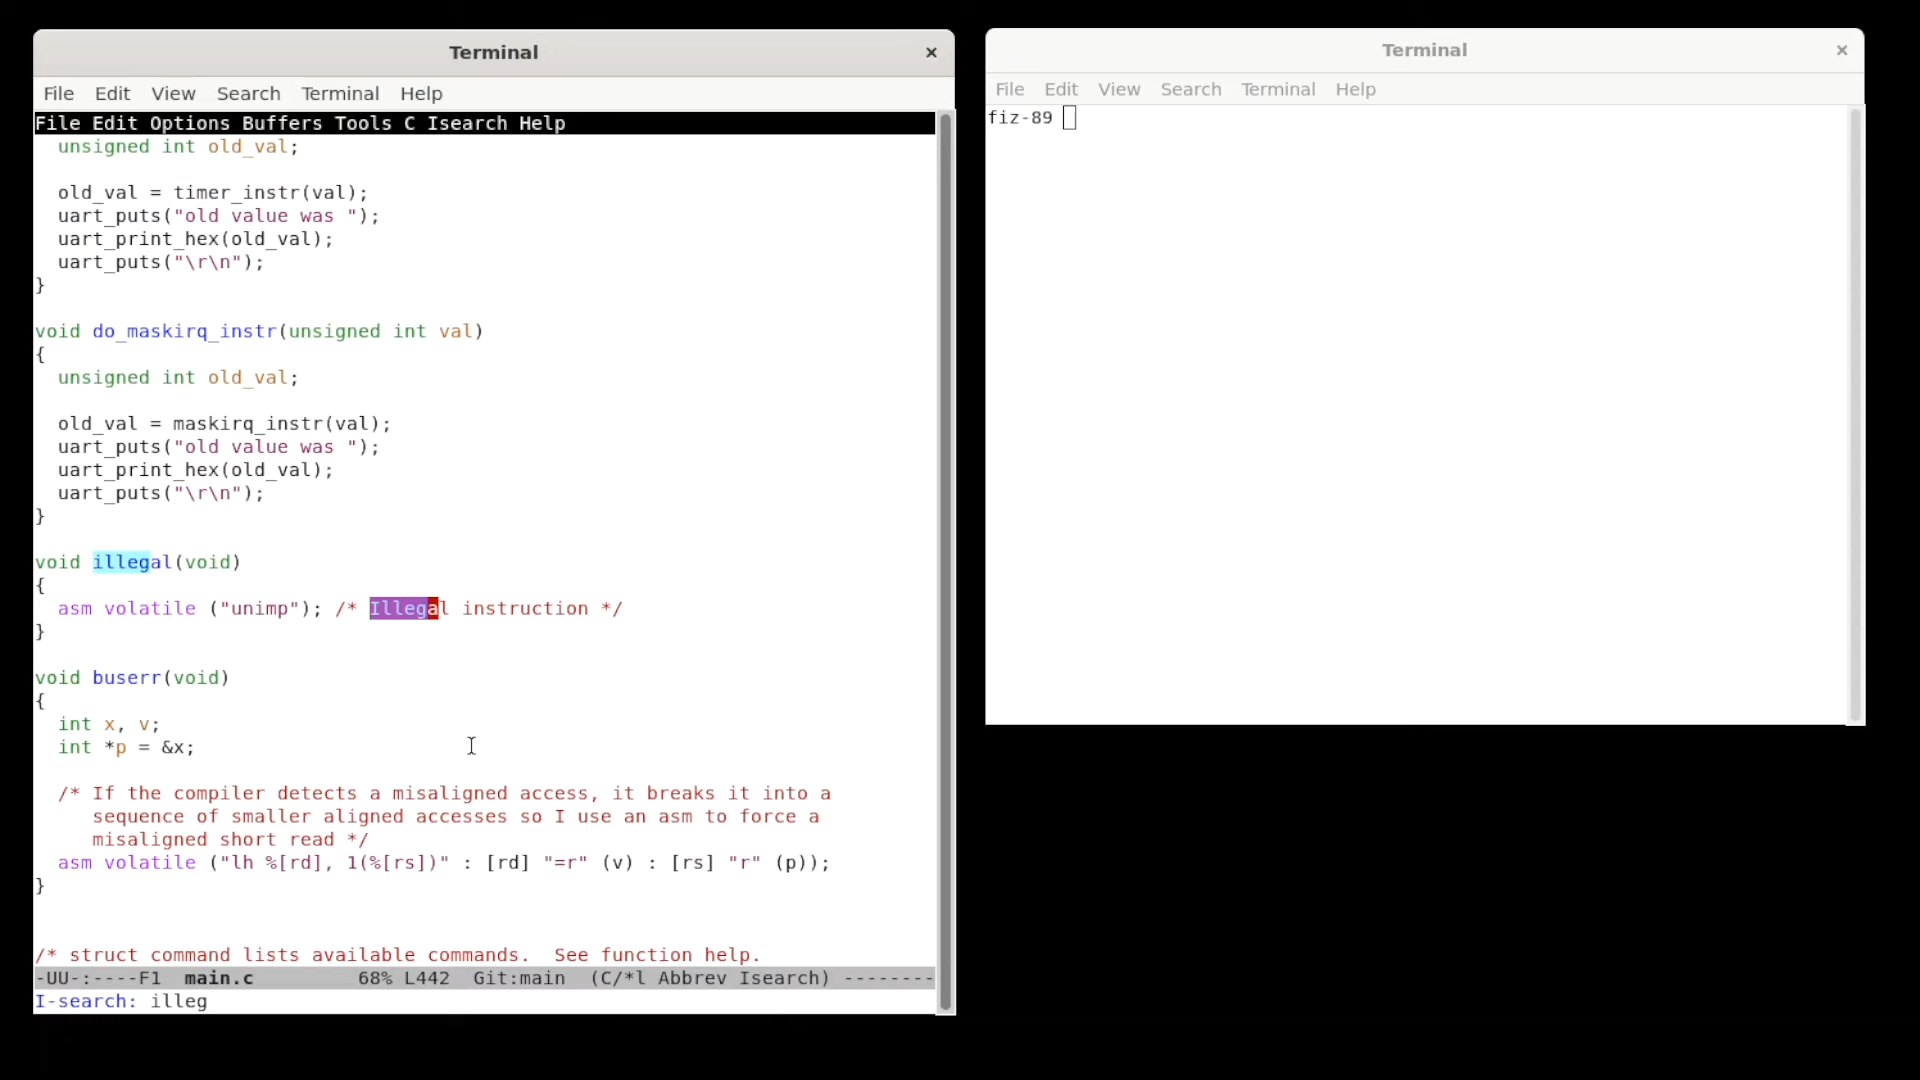 Terminal ×
File Edit View Search Terminal Help
File Edit Options Buffers Tools C Isearch Help
  unsigned int old_val;
  old_val = timer_instr(val);
  uart_puts("old value was ");
  uart_print_hex(old_val);
  uart_puts("\r\n");
}
void do_maskirq_instr(unsigned int val)
{
  unsigned int old_val;
  old_val = maskirq_instr(val);
  uart_puts("old value was ");
  uart_print_hex(old_val);
  uart_puts("\r\n");
}
void illegal(void)
{
  asm volatile ("unimp"); /* Illegal instruction */
}
void buserr(void)
{
  int x, v;
  int *p = &x;
  /* If the compiler detects a misaligned access, it breaks it into a
     sequence of smaller aligned accesses so I use an asm to force a
     misaligned short read */
  asm volatile ("lh %[rd], 1(%[rs])" : [rd] "=r" (v) : [rs] "r" (p));
}
/* struct command lists available commands.  See function help.
-UU-:----F1  main.c         68% L442  Git:main  (C/*l Abbrev Isearch) --------
I-search: illeg
Terminal ×
File Edit View Search Terminal Help
fiz-89